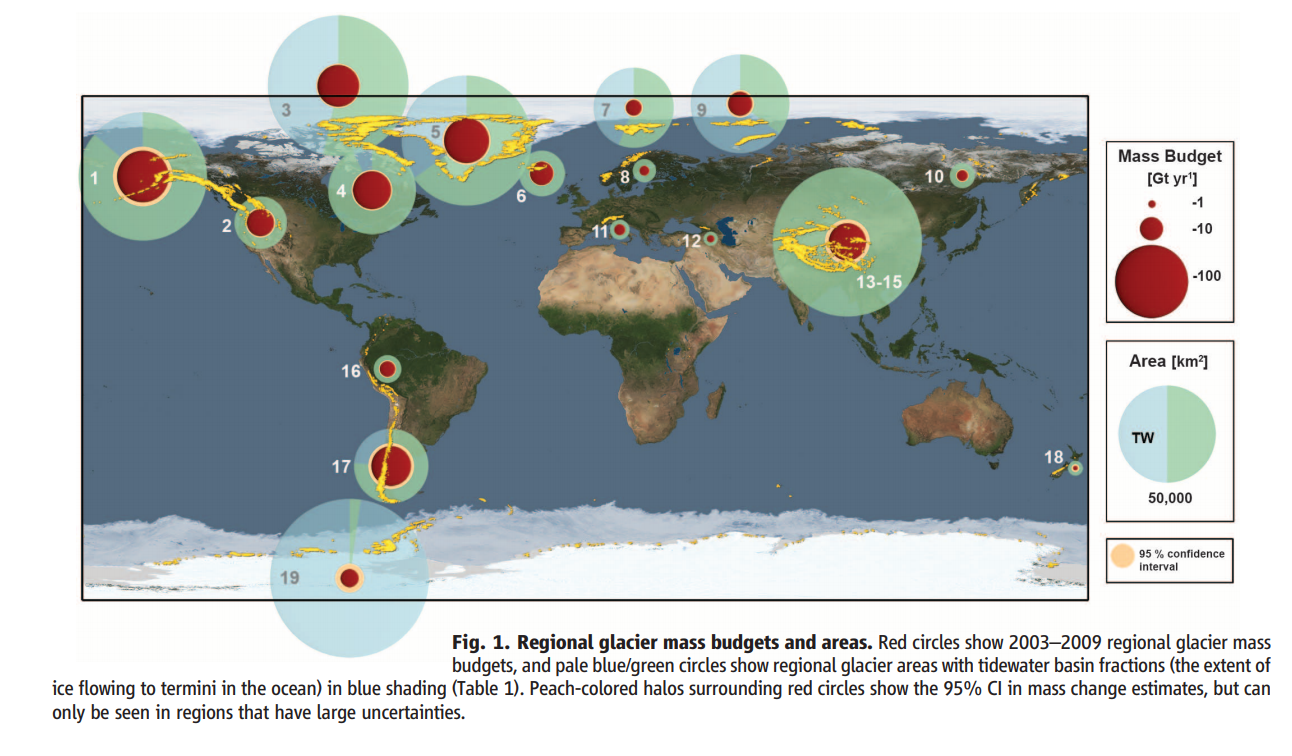 3
7
9
5
1
4
8
10
6
2
11
12
13-15
16
17
18
19
Mass Budget
[Gt yr¹]
-1
-10
-100
Area [km²]
TW
50,000
95 % confidence
interval
Fig. 1. Regional glacier mass budgets and areas. Red circles show 2003–2009 regional glacier mass
budgets, and pale blue/green circles show regional glacier areas with tidewater basin fractions (the extent of
ice flowing to termini in the ocean) in blue shading (Table 1). Peach-colored halos surrounding red circles show the 95% CI in mass change estimates, but can
only be seen in regions that have large uncertainties.